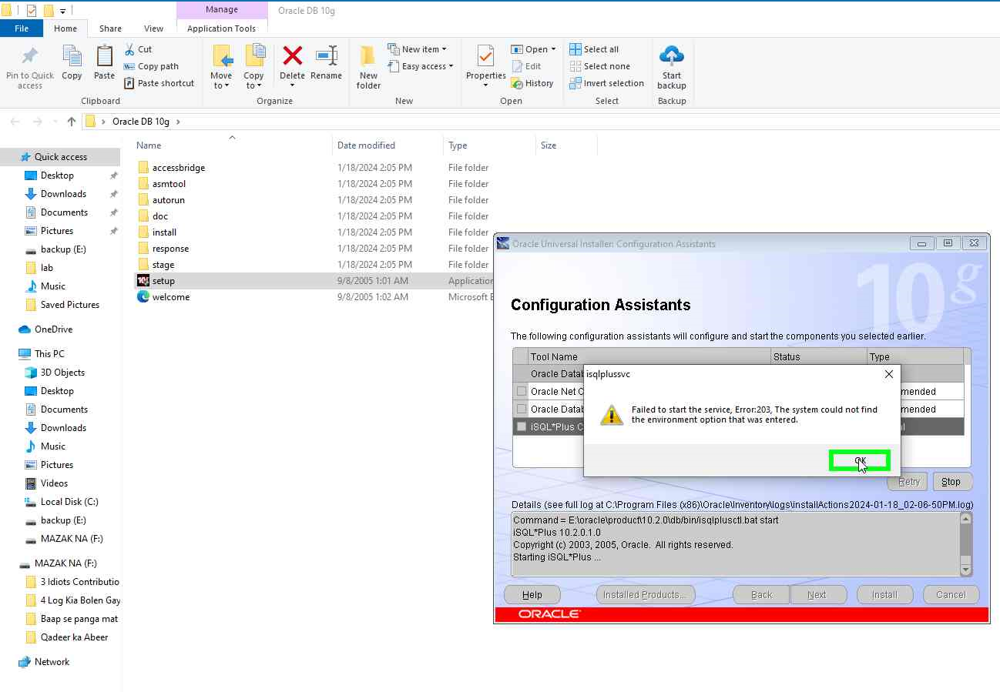 Manage
Oracle DB 10g
File
Home
Share
View
Application Tools
Pin to Quick access
Copy
Paste
Cut
Copy path
Paste shortcut
Move to
Copy to
Delete
Rename
New folder
New item
Easy access
Properties
Open
Edit
History
Select all
Select none
Invert selection
Start backup
Clipboard
Organize
New
Open
Select
Backup
Oracle DB 10g
Name
Date modified
Type
Size
Quick access
Desktop
Downloads
Documents
Pictures
backup (E:)
lab
Music
Saved Pictures
OneDrive
This PC
3D Objects
Desktop
Documents
Downloads
Music
Pictures
Videos
Local Disk (C:)
backup (E:)
MAZAK NA (F:)
MAZAK NA (F:)
3 Idiots Contributio
4 Log Kia Bolen Gay
Baap se panga mat
Qadeer ka Abeer
Network
accessbridge 1/18/2024 2:05 PM File folder
asmtool 1/18/2024 2:05 PM File folder
autorun 1/18/2024 2:05 PM File folder
doc 1/18/2024 2:05 PM File folder
install 1/18/2024 2:05 PM File folder
response 1/18/2024 2:05 PM File folder
stage 1/18/2024 2:05 PM File folder
setup 9/8/2005 1:01 AM Application
welcome 9/8/2005 1:02 AM Microsoft E
Oracle Universal Installer: Configuration Assistants
10g
Configuration Assistants
The following configuration assistants will configure and start the components you selected earlier.
Tool Name Status Type
Oracle Datab
Oracle Net C mended
Oracle Datab mended
iSQL*Plus C
isqlplussvc
Failed to start the service, Error:203, The system could not find
the environment option that was entered.
OK
Retry
Stop
Details (see full log at C:\Program Files (x86)\Oracle\Inventory\logs\installActions2024-01-18_02-06-50PM.log)
Command = E:\oracle\product\10.2.0\db/bin/isqlplusctl.bat start
iSQL*Plus 10.2.0.1.0
Copyright (c) 2003, 2005, Oracle. All rights reserved.
Starting iSQL*Plus ...
Help
Installed Products...
Back
Next
Install
Cancel
ORACLE